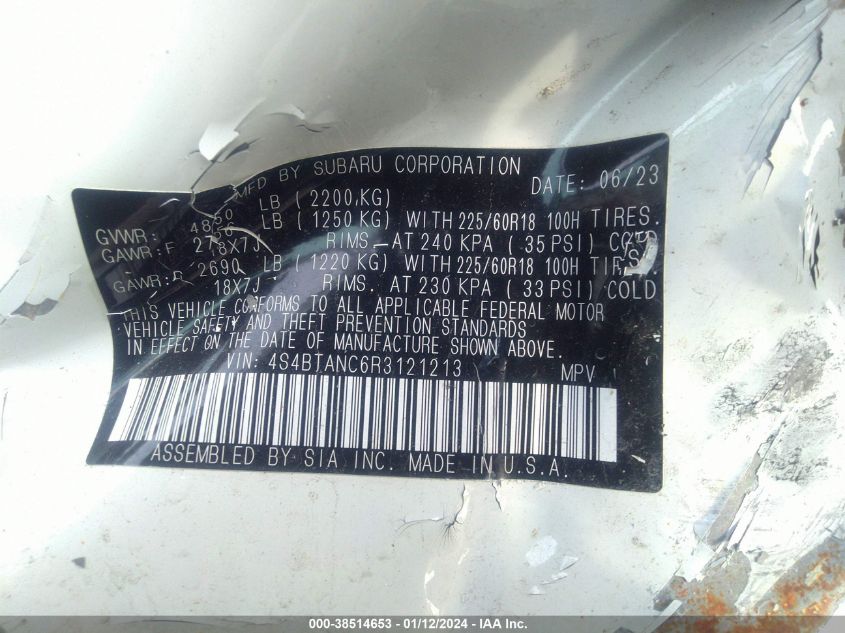 MFD BY SUBARU CORPORATION DATE: 06/23
GVWR: 4850 LB ( 2200 KG)
GAWR: F LB ( 1250 KG) WITH 225/60R18 100H TIRES.
18X7J RIMS. AT 240 KPA ( 35 PSI) COLD
GAWR: R 2690 LB ( 1220 KG) WITH 225/60R18 100H TIRES.
18X7J RIMS. AT 230 KPA ( 33 PSI) COLD
THIS VEHICLE CONFORMS TO ALL APPLICABLE FEDERAL MOTOR
VEHICLE SAFETY AND THEFT PREVENTION STANDARDS
IN EFFECT ON THE DATE OF MANUFACTURE SHOWN ABOVE.
VIN: 4S4BTANC6R3121213 MPV
ASSEMBLED BY SIA INC. MADE IN U.S.A.
000-38514653 - 01/12/2024 - IAA Inc.